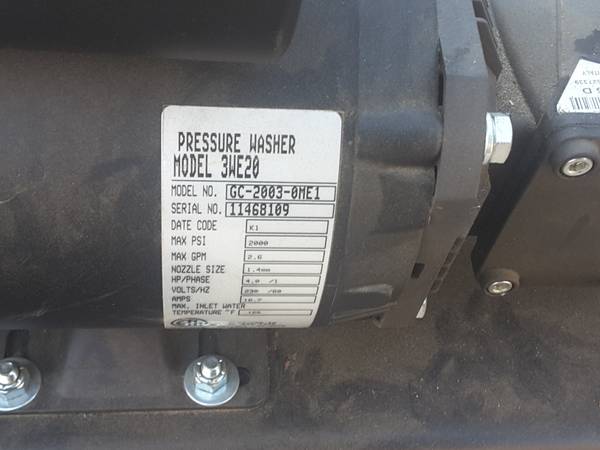 PRESSURE WASHER
MODEL 3WE20
MODEL NO. GC-2003-0ME1
SERIAL NO. 11468109
DATE CODE K1
MAX PSI 2000
MAX GPM 2.6
NOZZLE SIZE 1.4mm
HP/PHASE 4.0 /1
VOLTS/HZ 230 /60
AMPS
MAX. INLET WATER
TEMPERATURE °F
ITALY